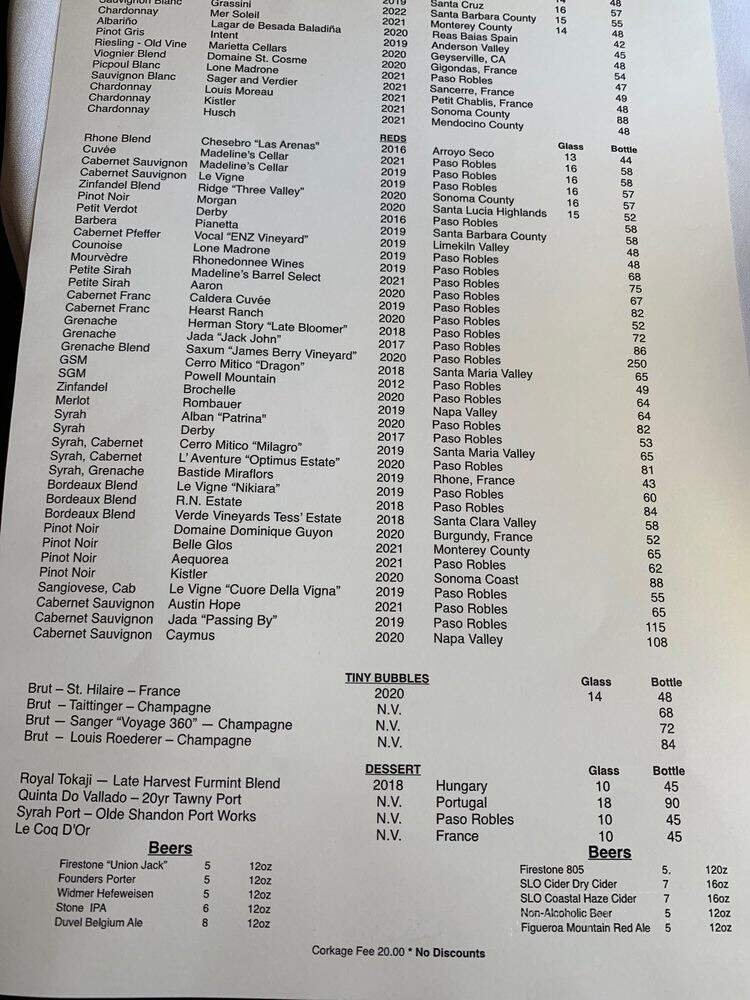 2019 Santa Cruz 14 48
Sauvignon Blanc Grassini 2022 Santa Barbara County 15 55
Chardonnay Mer Soleil 2021 Monterey County 14 48
Albariño Lagar de Besada Baladiña 2020 Reas Baias Spain 42
Pinot Gris Intent 2019 Anderson Valley 45
Riesling - Old Vine Marietta Cellars 2020 Geyserville, CA 48
Viognier Blend Domaine St. Cosme 2021 Gigondas, France 54
Picpoul Blanc Lone Madrone 2021 Paso Robles 47
Sauvignon Blanc Sager and Verdier 2021 Sancerre, France 49
Chardonnay Louis Moreau 2021 Petit Chablis, France 48
Chardonnay Kistler 2021 Sonoma County 88
Chardonnay Husch 2021 Mendocino County 48
REDS Glass Bottle
Rhone Blend Chesebro "Las Arenas" 2016 Arroyo Seco 13 44
Cuvée Madeline's Cellar 2021 Paso Robles 16 58
Cabernet Sauvignon Madeline's Cellar 2019 Paso Robles 16 58
Cabernet Sauvignon Le Vigne 2019 Paso Robles 16 57
Zinfandel Blend Ridge "Three Valley" 2020 Sonoma County 16 57
Pinot Noir Morgan 2020 Santa Lucia Highlands 15 52
Petit Verdot Derby 2016 Paso Robles 58
Barbera Pianetta 2019 Santa Barbara County 58
Cabernet Pfeffer Vocal "ENZ Vineyard" 2019 Limekiln Valley 48
Counoise Lone Madrone 2019 Paso Robles 48
Mourvèdre Rhonedonnee Wines 2019 Paso Robles 68
Petite Sirah Madeline's Barrel Select 2021 Paso Robles 75
Petite Sirah Aaron 2020 Paso Robles 67
Cabernet Franc Caldera Cuvée 2019 Paso Robles 82
Cabernet Franc Hearst Ranch 2020 Paso Robles 52
Grenache Herman Story "Late Bloomer" 2018 Paso Robles 72
Grenache Jada "Jack John" 2017 Paso Robles 86
Grenache Blend Saxum "James Berry Vineyard" 2020 Paso Robles 250
GSM Cerro Mitico "Dragon" 2018 Santa Maria Valley 65
SGM Powell Mountain 2012 Paso Robles 49
Zinfandel Brochelle 2020 Paso Robles 64
Merlot Rombauer 2019 Napa Valley 64
Syrah Alban "Patrina" 2020 Paso Robles 82
Syrah Derby 2017 Paso Robles 53
Syrah, Cabernet Cerro Mitico "Milagro" 2019 Santa Maria Valley 65
Syrah, Cabernet L' Aventure "Optimus Estate" 2020 Paso Robles 81
Syrah, Grenache Bastide Miraflors 2019 Rhone, France 43
Bordeaux Blend Le Vigne "Nikiara" 2019 Paso Robles 60
Bordeaux Blend R.N. Estate 2018 Paso Robles 84
Bordeaux Blend Verde Vineyards Tess' Estate 2018 Santa Clara Valley 58
Pinot Noir Domaine Dominique Guyon 2020 Burgundy, France 52
Pinot Noir Belle Glos 2021 Monterey County 65
Pinot Noir Aequorea 2021 Paso Robles 62
Pinot Noir Kistler 2020 Sonoma Coast 88
Sangiovese, Cab Le Vigne "Cuore Della Vigna" 2019 Paso Robles 55
Cabernet Sauvignon Austin Hope 2021 Paso Robles 65
Cabernet Sauvignon Jada "Passing By" 2019 Paso Robles 115
Cabernet Sauvignon Caymus 2020 Napa Valley 108
TINY BUBBLES Glass Bottle
Brut – St. Hilaire – France 2020 14 48
Brut – Taittinger – Champagne N.V. 68
Brut — Sanger "Voyage 360" — Champagne N.V. 72
Brut – Louis Roederer – Champagne N.V. 84
DESSERT Glass Bottle
Royal Tokaji — Late Harvest Furmint Blend 2018 Hungary 10 45
Quinta Do Vallado – 20yr Tawny Port N.V. Portugal 18 90
Syrah Port – Olde Shandon Port Works N.V. Paso Robles 10 45
Le Coq D'Or N.V. France 10 45
Beers
Firestone "Union Jack" 5 12oz
Founders Porter 5 12oz
Widmer Hefeweisen 5 12oz
Stone IPA 6 12oz
Duvel Belgium Ale 8 12oz
Beers
Firestone 805 5. 120z
SLO Cider Dry Cider 7 16oz
SLO Coastal Haze Cider 7 16oz
Non-Alcoholic Beer 5 12oz
Figueroa Mountain Red Ale 5 12oz
Corkage Fee 20.00 * No Discounts